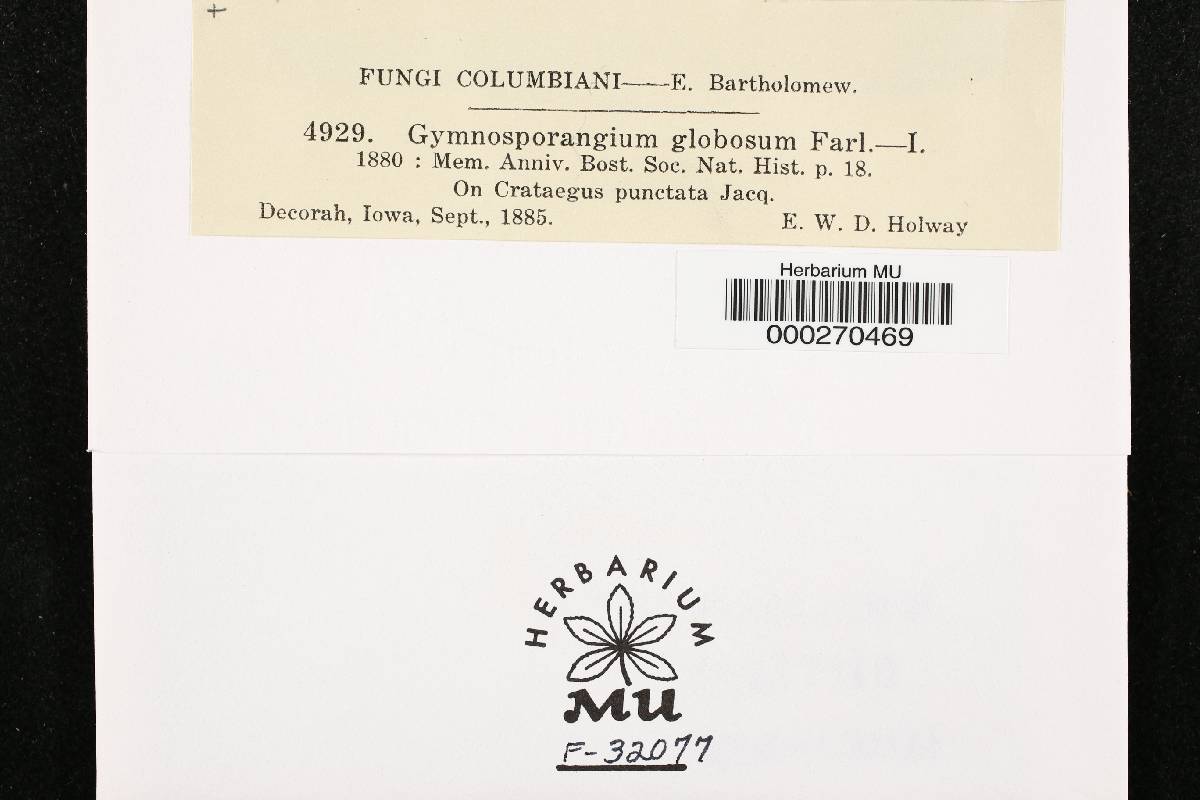 +
FUNGI COLUMBIANI——E. Bartholomew.
4929. Gymnosporangium globosum Farl.—I.
1880 : Mem. Anniv. Bost. Soc. Nat. Hist. p. 18.
On Crataegus punctata Jacq.
Decorah, Iowa, Sept., 1885. E. W. D. Holway
Herbarium MU
000270469
HERBARIUM
MU
F-32077